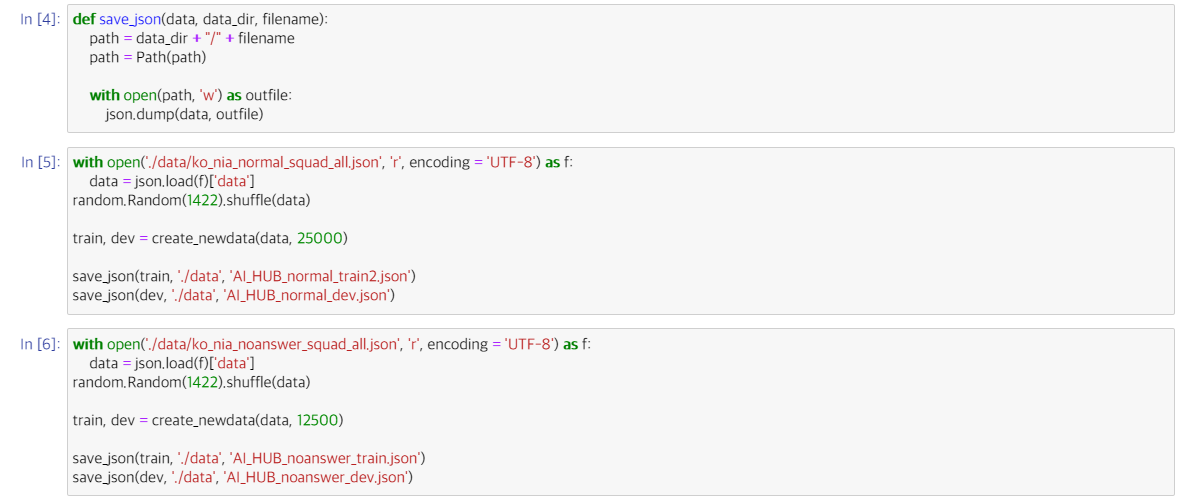 In [4]: def save_json(data, data_dir, filename):
    path = data_dir + "/" + filename
    path = Path(path)

    with open(path, 'w') as outfile:
        json.dump(data, outfile)
In [5]: with open('./data/ko_nia_normal_squad_all.json', 'r', encoding = 'UTF-8') as f:
    data = json.load(f)['data']
random.Random(1422).shuffle(data)

train, dev = create_newdata(data, 25000)

save_json(train, './data', 'AI_HUB_normal_train2.json')
save_json(dev, './data', 'AI_HUB_normal_dev.json')
In [6]: with open('./data/ko_nia_noanswer_squad_all.json', 'r', encoding = 'UTF-8') as f:
    data = json.load(f)['data']
random.Random(1422).shuffle(data)

train, dev = create_newdata(data, 12500)

save_json(train, './data', 'AI_HUB_noanswer_train.json')
save_json(dev, './data', 'AI_HUB_noanswer_dev.json')